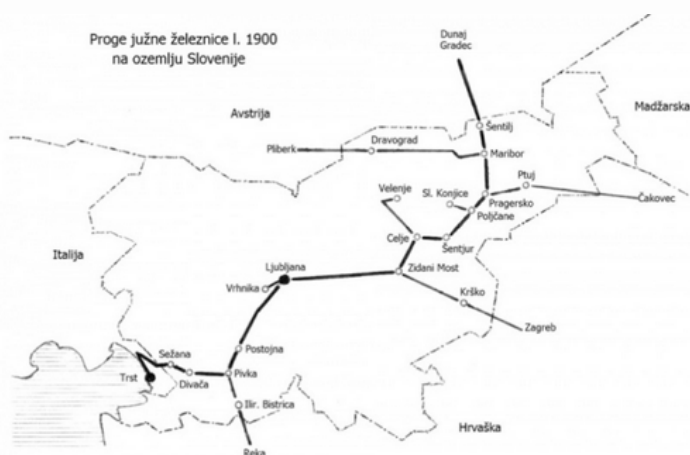 Proge južne železnice l. 1900
na ozemlju Slovenije
Dunaj
Gradec
Madžarska
Avstrija
Šentilj
Pliberk
Dravograd
Maribor
Ptuj
Velenje
Sl. Konjice
Pragersko
Čakovec
Poljčane
Celje
Šentjur
Italija
Ljubljana
Zidani Most
Vrhnika
Krško
Zagreb
Postojna
Sežana
Trst
Divača
Pivka
Ilir. Bistrica
Hrvaška
Reka